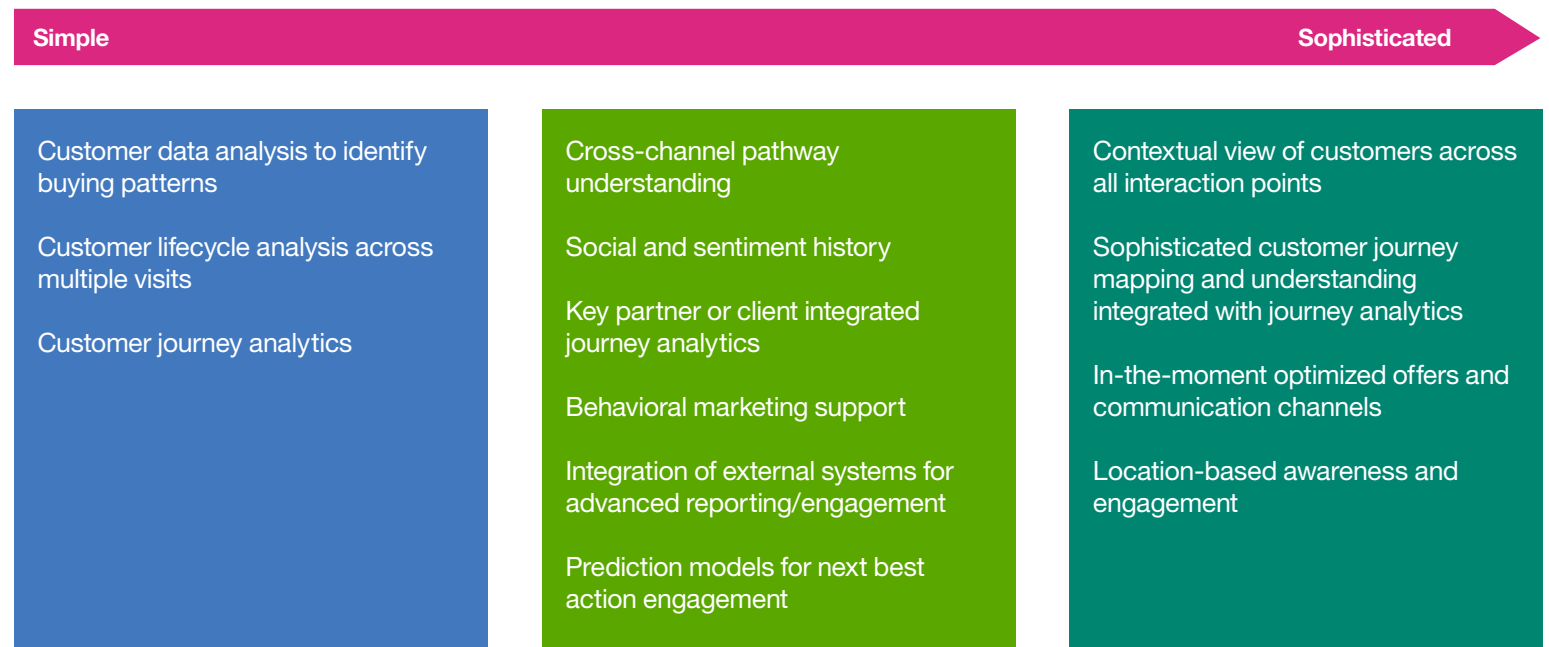 Simple
Sophisticated
Customer data analysis to identify
buying patterns
Customer lifecycle analysis across
multiple visits
Customer journey analytics
Cross-channel pathway
understanding
Social and sentiment history
Key partner or client integrated
journey analytics
Behavioral marketing support
Integration of external systems for
advanced reporting/engagement
Prediction models for next best
action engagement
Contextual view of customers across
all interaction points
Sophisticated customer journey
mapping and understanding
integrated with journey analytics
In-the-moment optimized offers and
communication channels
Location-based awareness and
engagement